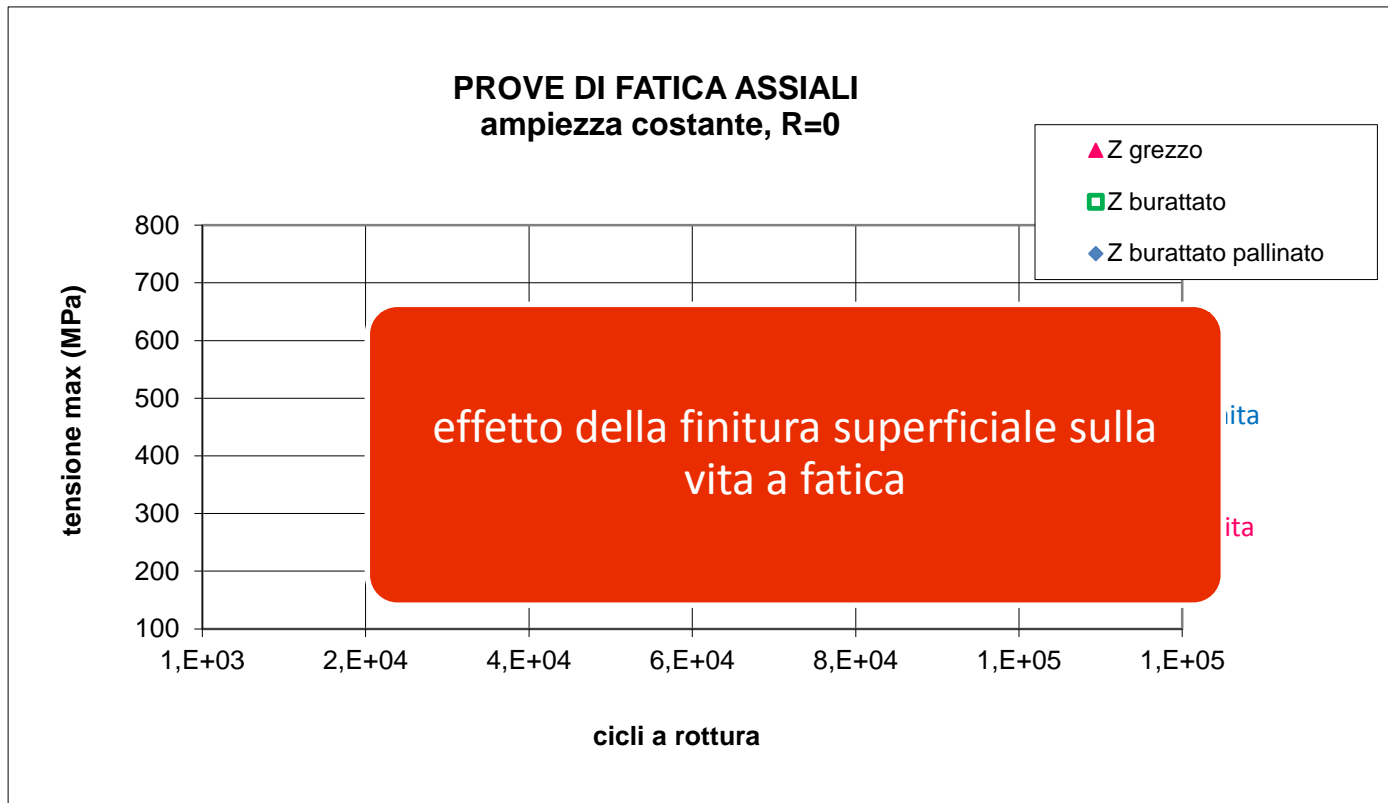 PROVE DI FATICA ASSIALI
ampiezza costante, R=0
Z grezzo
Z burattato
Z burattato pallinato
tensione max (MPa)
800
700
600
500
400
300
200
100
effetto della finitura superficiale sulla
vita a fatica
ita
1,E+03 2,E+04 4,E+04 6,E+04 8,E+04 1,E+05 1,E+05
cicli a rottura